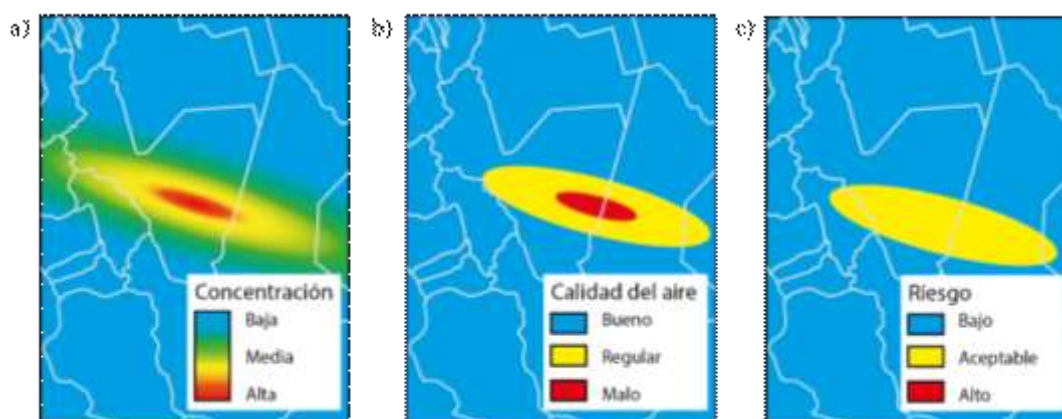 a)
Concentración
Baja
Media
Alta
b)
Calidad del aire
Bueno
Regular
Malo
c)
Riesgo
Bajo
Aceptable
Alto